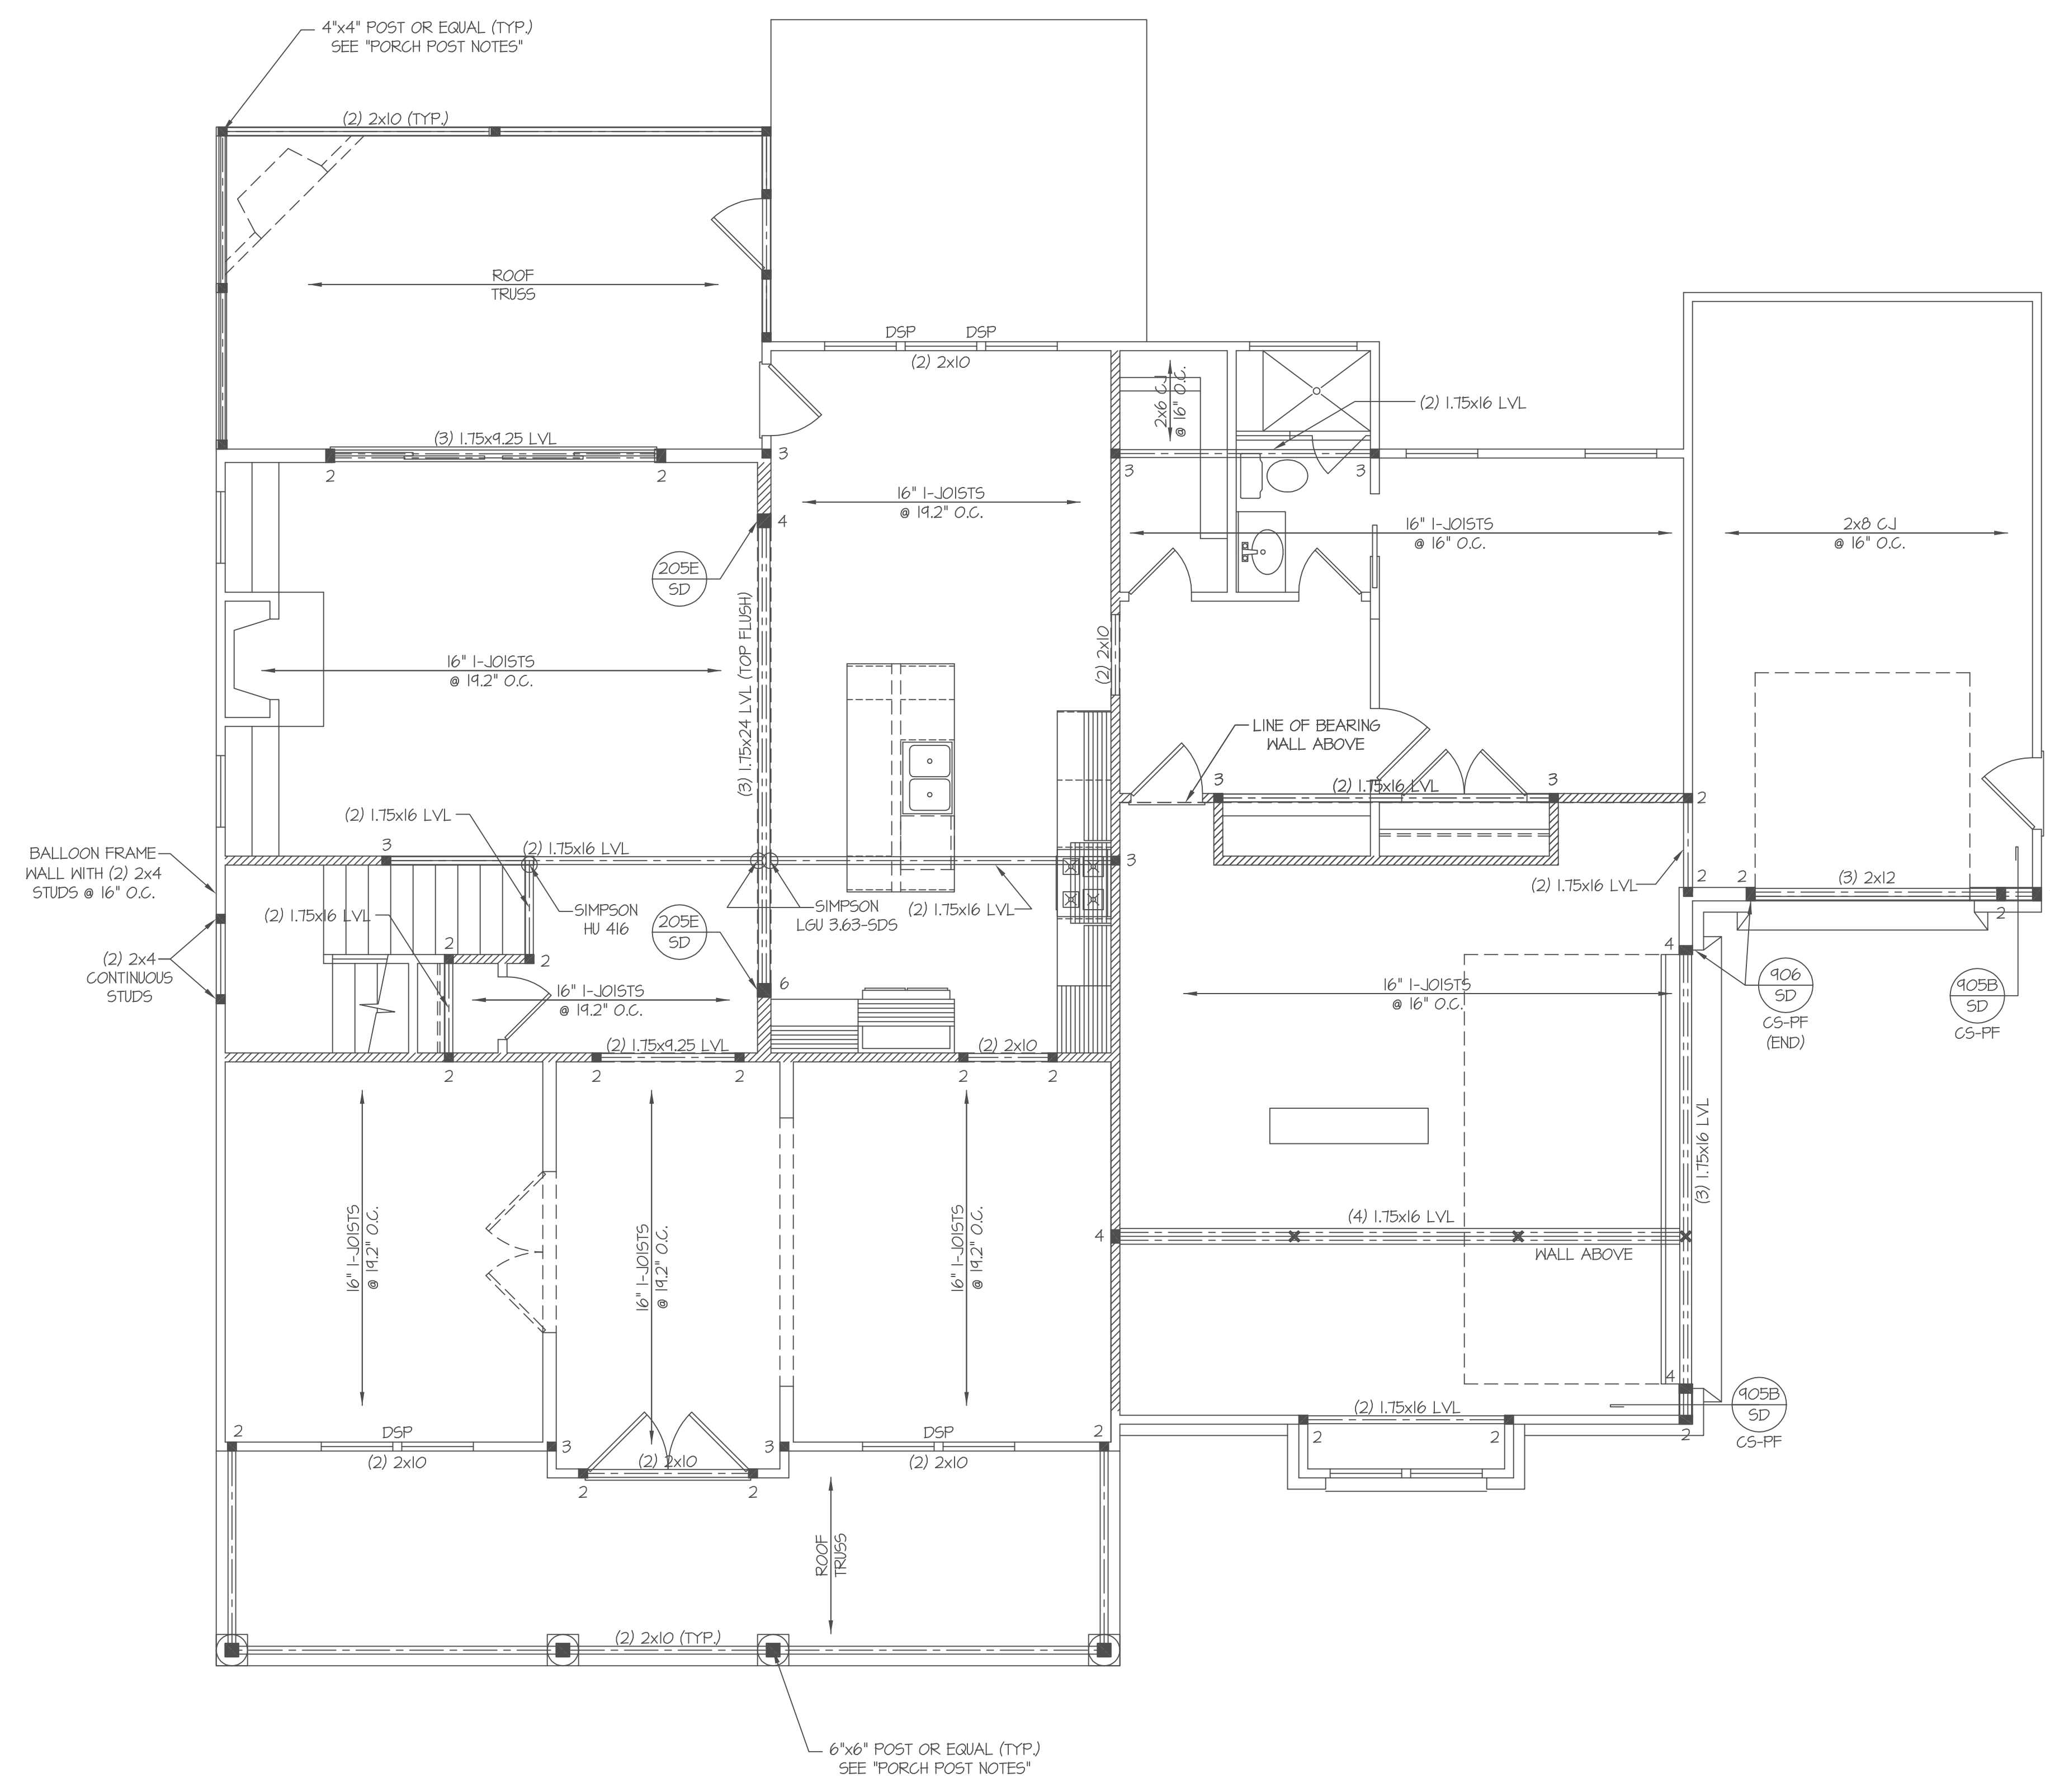 4"x4" POST OR EQUAL (TYP.)
SEE "PORCH POST NOTES"
(2) 2x10 (TYP.)
ROOF
TRUSS
DSP
DSP
(2) 2x10
2x6 CJ
@ 16" O.C.
(2) 1.75x16 LVL
(3) 1.75x9.25 LVL
2
2
3
3
3
16" I-JOISTS
@ 19.2" O.C.
4
205E
SD
16" I-JOISTS
@ 16" O.C.
2x8 CJ
@ 16" O.C.
16" I-JOISTS
@ 19.2" O.C.
(3) 1.75x24 LVL (TOP FLUSH)
(2) 2x10
LINE OF BEARING
WALL ABOVE
3
(2) 1.75x16 LVL
3
2
(2) 1.75x16 LVL
3
(2) 1.75x16 LVL
3
BALLOON FRAME
WALL WITH (2) 2x4
STUDS @ 16" O.C.
(2) 1.75x16 LVL
SIMPSON
HU 416
205E
SD
SIMPSON
LGU 3.63-SDS
(2) 1.75x16 LVL
(2) 1.75x16 LVL
2
2
(3) 2x12
2
(2) 2x4
CONTINUOUS
STUDS
2
2
16" I-JOISTS
@ 19.2" O.C.
6
4
16" I-JOISTS
@ 16" O.C.
906
SD
CS-PF
(END)
905B
SD
CS-PF
(2) 1.75x9.25 LVL
(2) 2x10
2
2
2
2
2
16" I-JOISTS
@ 19.2" O.C.
16" I-JOISTS
@ 19.2" O.C.
16" I-JOISTS
@ 19.2" O.C.
(3) 1.75x16 LVL
4
(4) 1.75x16 LVL
WALL ABOVE
4
905B
SD
CS-PF
(2) 1.75x16 LVL
2
2
2
2
DSP
(2) 2x10
3
(2) 2x10
3
2
2
DSP
(2) 2x10
2
ROOF
TRUSS
(2) 2x10 (TYP.)
6"x6" POST OR EQUAL (TYP.)
SEE "PORCH POST NOTES"